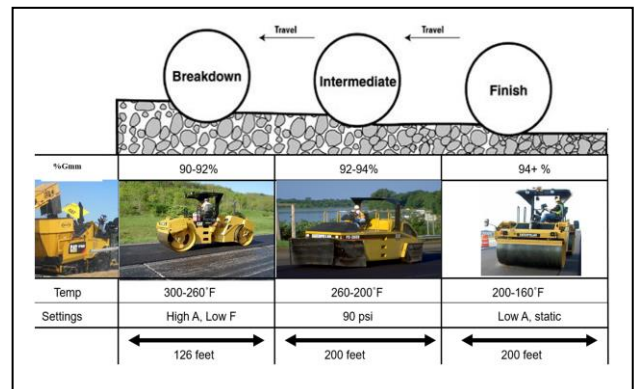 Travel
Travel
Breakdown
Intermediate
Finish
%Gmm 90-92% 92-94% 94+ %
Temp 300-260˚F 260-200˚F 200-160˚F
Settings High A, Low F 90 psi Low A, static
126 feet 200 feet 200 feet